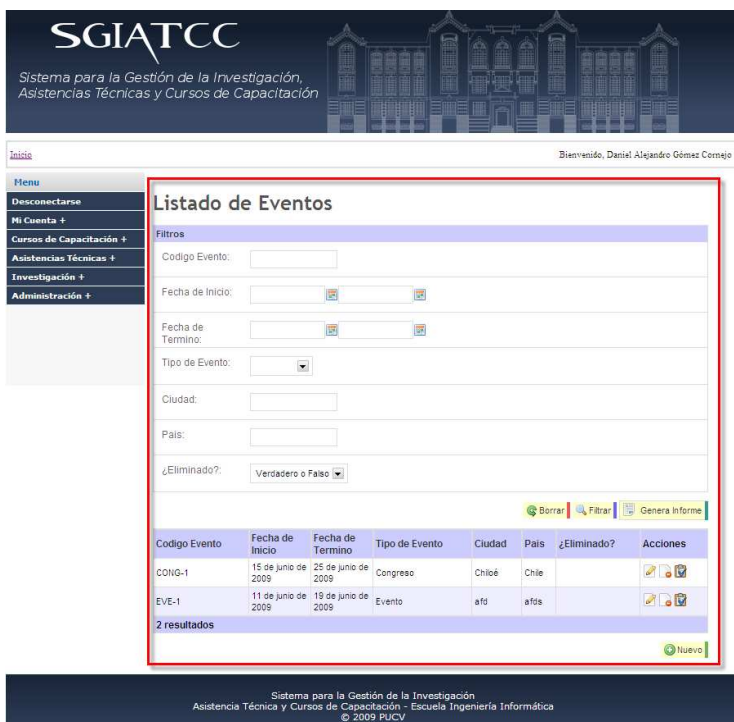 SGIATCC
Sistema para la Gestión de la Investigación,
Asistencias Técnicas y Cursos de Capacitación
Inicio
Bienvenido, Daniel Alejandro Gómez Cornejo
Menu
Desconectarse
Mi Cuenta +
Cursos de Capacitación +
Asistencias Técnicas +
Investigación +
Administración +
Listado de Eventos
Filtros
Codigo Evento:
Fecha de Inicio:
Fecha de
Termino:
Tipo de Evento:
Ciudad:
Pais:
¿Eliminado?: Verdadero o Falso
Borrar Filtrar Genera Informe
Codigo Evento Fecha de Inicio Fecha de Termino Tipo de Evento Ciudad Pais ¿Eliminado? Acciones
CONG-1 15 de junio de 2009 25 de junio de 2009 Congreso Chiloé Chile
EVE-1 11 de junio de 2009 19 de junio de 2009 Evento afd afds
2 resultados
Nuevo
Sistema para la Gestión de la Investigación
Asistencia Técnica y Cursos de Capacitación - Escuela Ingeniería Informática
© 2009 PUCV